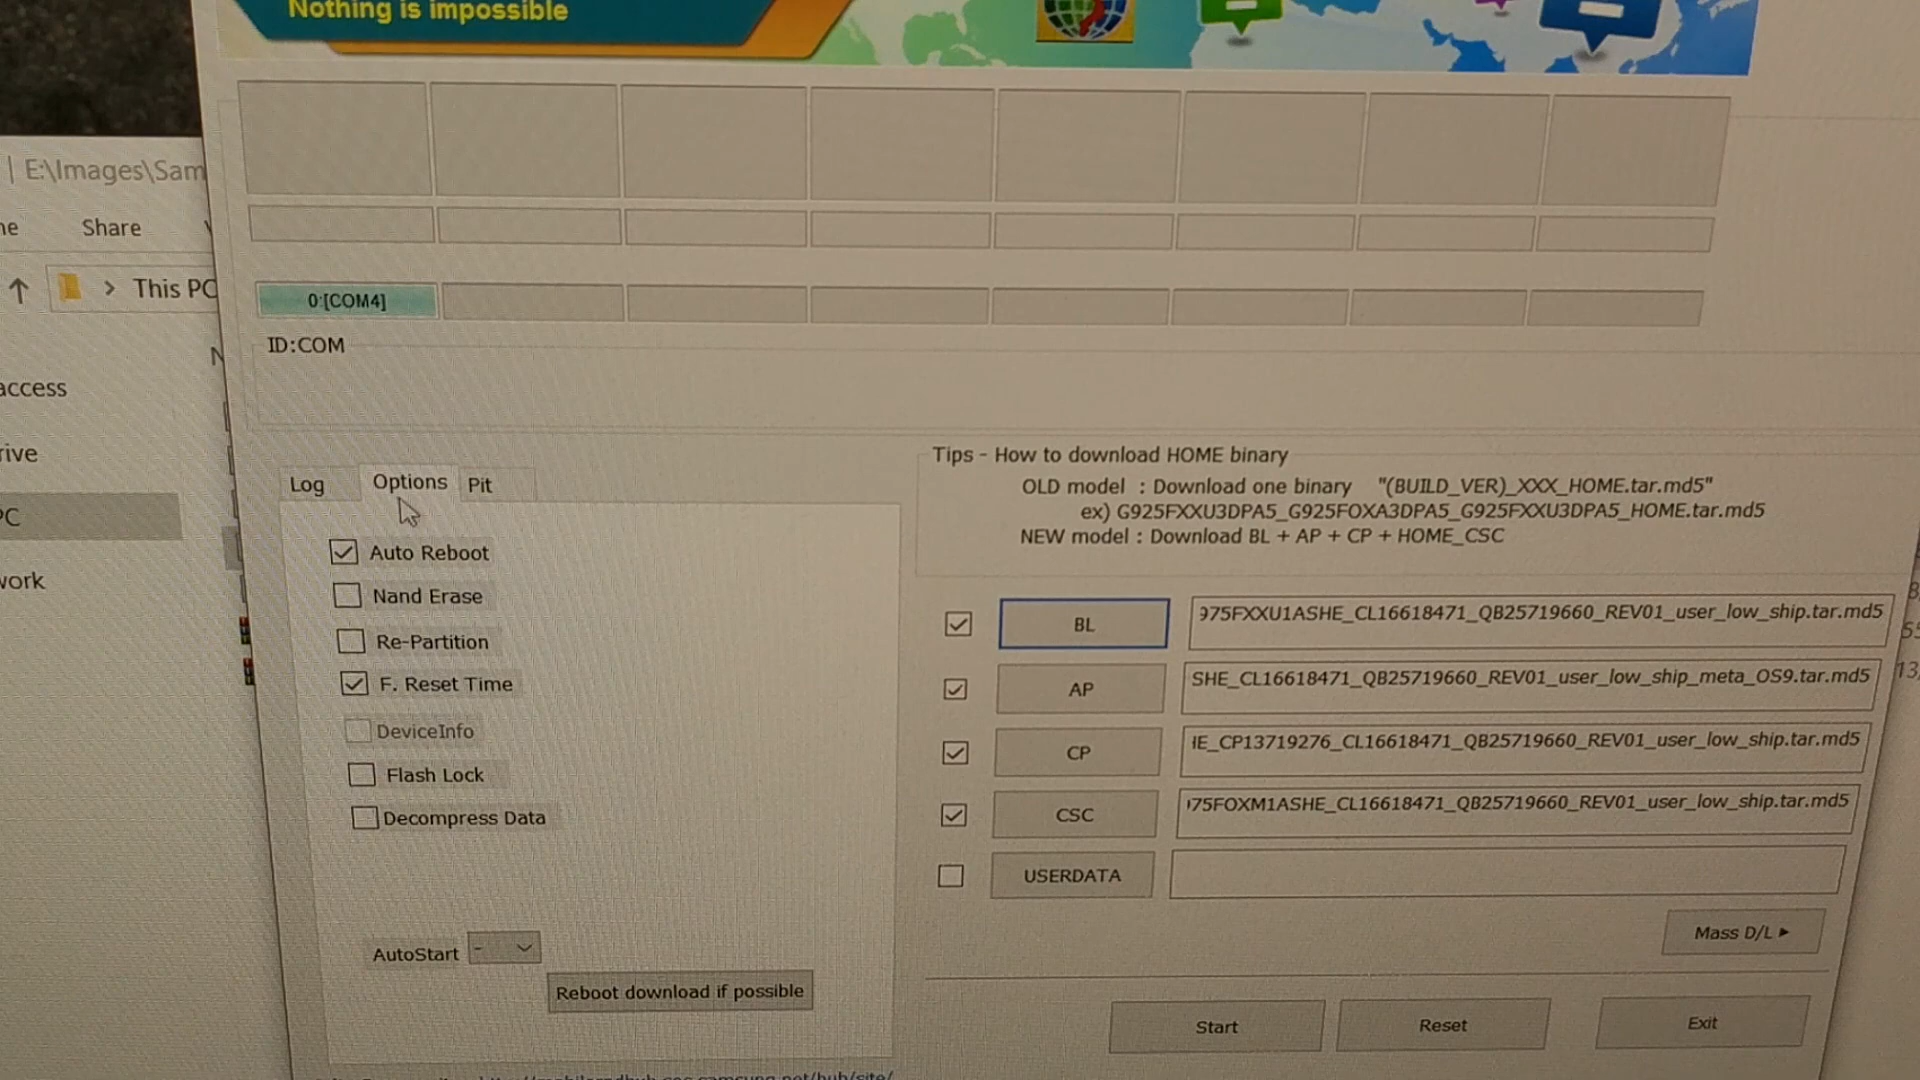 Nothing is impossible
| E:\Images\Sam
Share
This PC
0:[COM4]
ID:COM
access
Log
Options
Pit
PC
Auto Reboot
Nand Erase
Re-Partition
F. Reset Time
DeviceInfo
Flash Lock
Decompress Data
AutoStart
-
Reboot download if possible
Tips - How to download HOME binary
OLD model : Download one binary "(BUILD_VER)_XXX_HOME.tar.md5"
ex) G925FXXU3DPA5_G925FOXA3DPA5_G925FXXU3DPA5_HOME.tar.md5
NEW model : Download BL + AP + CP + HOME_CSC
BL
975FXXU1ASHE_CL16618471_QB25719660_REV01_user_low_ship.tar.md5
AP
SHE_CL16618471_QB25719660_REV01_user_low_ship_meta_OS9.tar.md5
CP
IE_CP13719276_CL16618471_QB25719660_REV01_user_low_ship.tar.md5
CSC
975FOXM1ASHE_CL16618471_QB25719660_REV01_user_low_ship.tar.md5
USERDATA
Mass D/L
Start
Reset
Exit